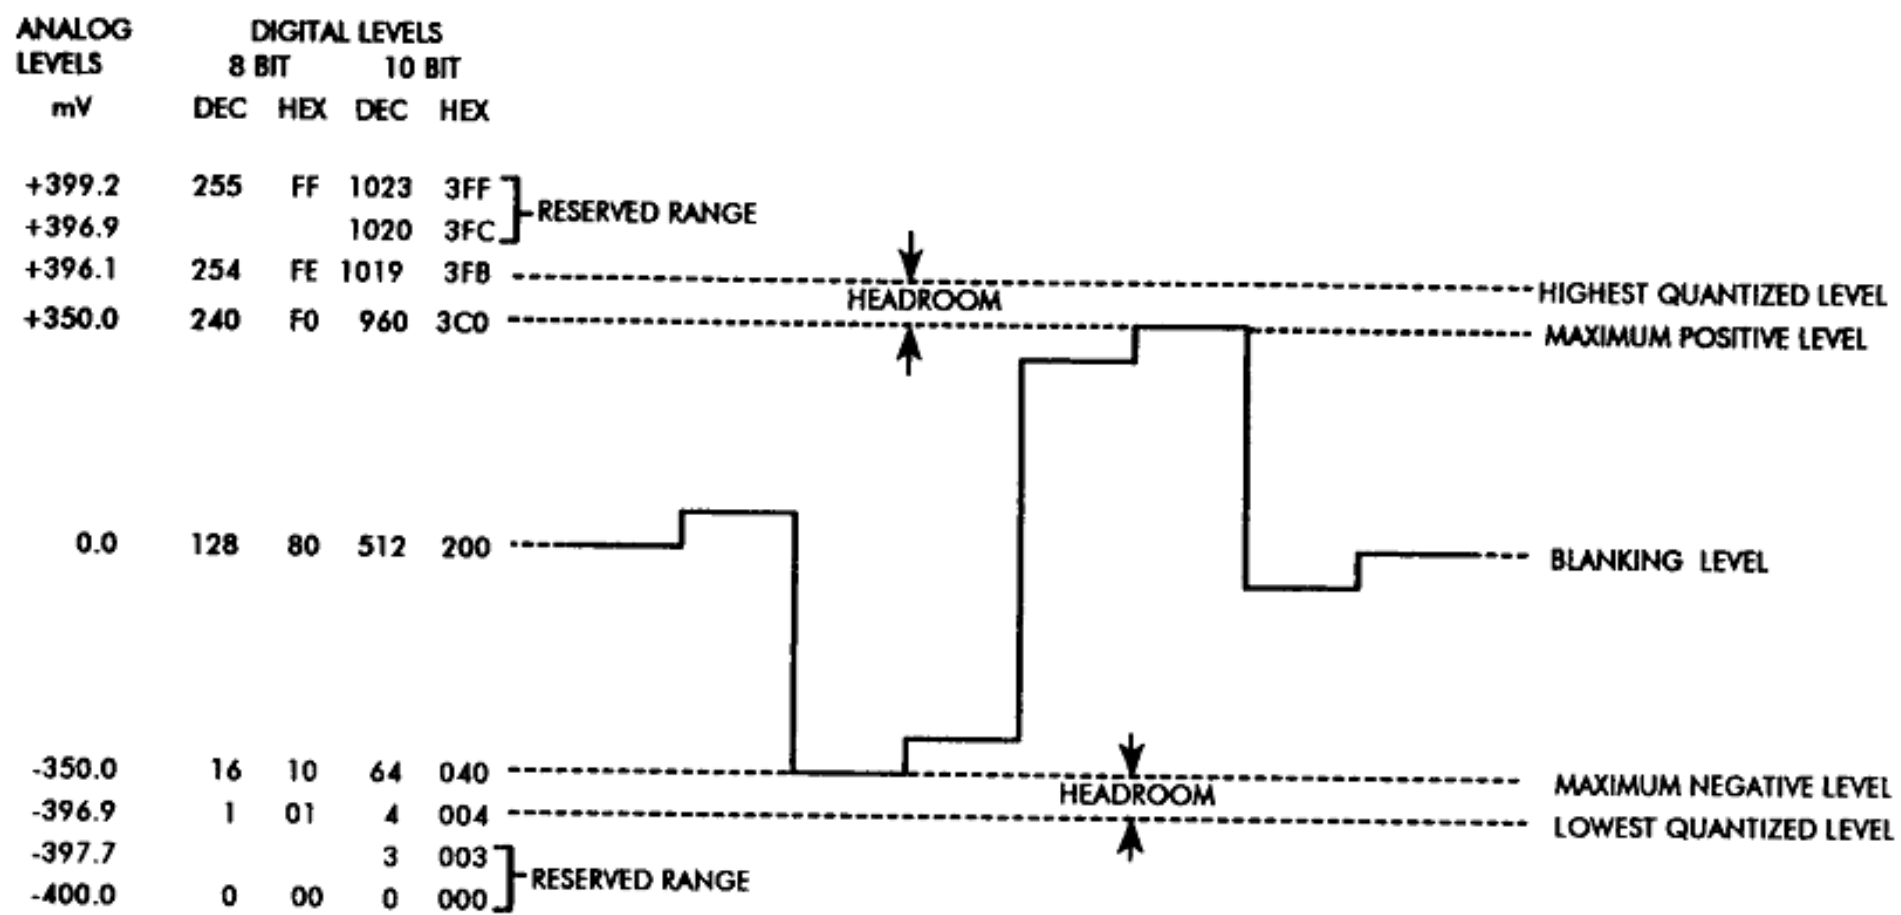 ANALOG DIGITAL LEVELS
LEVELS 8 BIT 10 BIT
mV DEC HEX DEC HEX
+399.2 255 FF 1023 3FF
RESERVED RANGE
+396.9 1020 3FC
+396.1 254 FE 1019 3FB
HIGHEST QUANTIZED LEVEL
HEADROOM
+350.0 240 F0 960 3C0
MAXIMUM POSITIVE LEVEL
0.0 128 80 512 200 BLANKING LEVEL
-350.0 16 10 64 040 MAXIMUM NEGATIVE LEVEL
HEADROOM
-396.9 1 01 4 004 LOWEST QUANTIZED LEVEL
-397.7 3 003
RESERVED RANGE
-400.0 0 00 0 000